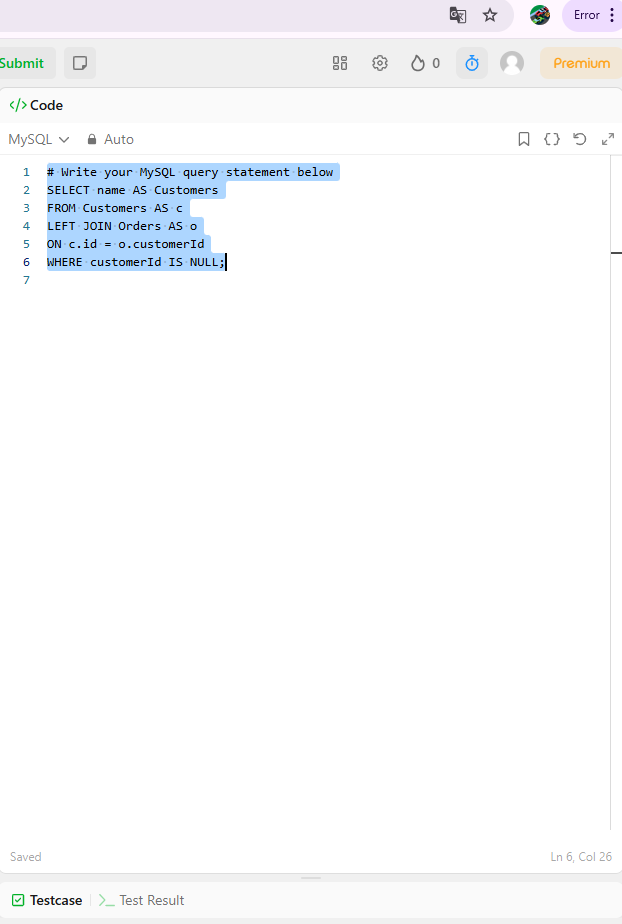 Error
Submit
0
Premium
</> Code
MySQL
Auto
1 # Write your MySQL query statement below
2 SELECT name AS Customers
3 FROM Customers AS c
4 LEFT JOIN Orders AS o
5 ON c.id = o.customerId
6 WHERE customerId IS NULL;
7
Saved
Ln 6, Col 26
Testcase
Test Result